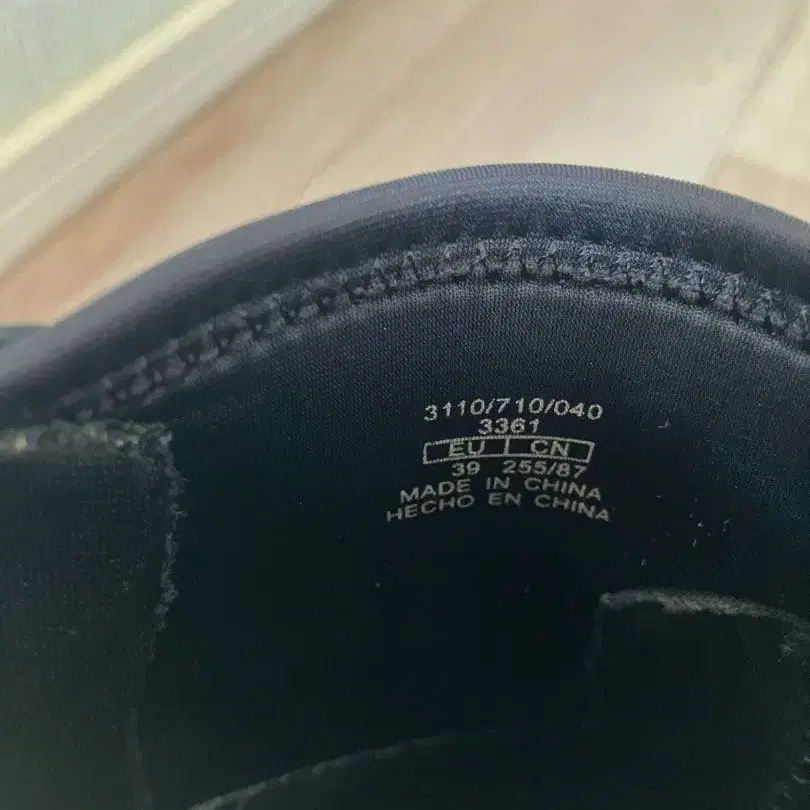 3110/710/040
3361
EU CN
39 255/87
MADE IN CHINA
HECHO EN CHINA